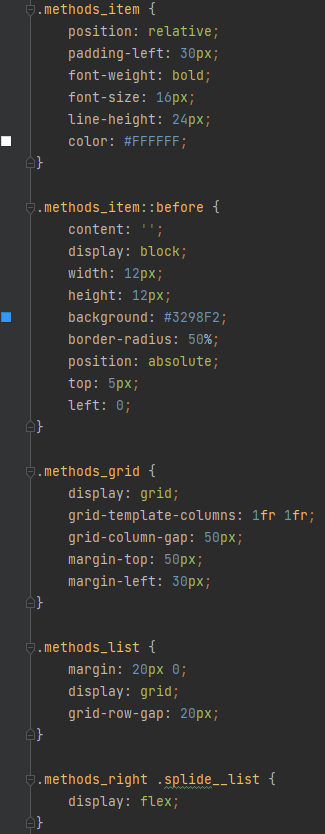 .methods_item {
    position: relative;
    padding-left: 30px;
    font-weight: bold;
    font-size: 16px;
    line-height: 24px;
    color: #FFFFFF;
}

.methods_item::before {
    content: '';
    display: block;
    width: 12px;
    height: 12px;
    background: #3298F2;
    border-radius: 50%;
    position: absolute;
    top: 5px;
    left: 0;
}

.methods_grid {
    display: grid;
    grid-template-columns: 1fr 1fr;
    grid-column-gap: 50px;
    margin-top: 50px;
    margin-left: 30px;
}

.methods_list {
    margin: 20px 0;
    display: grid;
    grid-row-gap: 20px;
}

.methods_right .splide__list {
    display: flex;
}